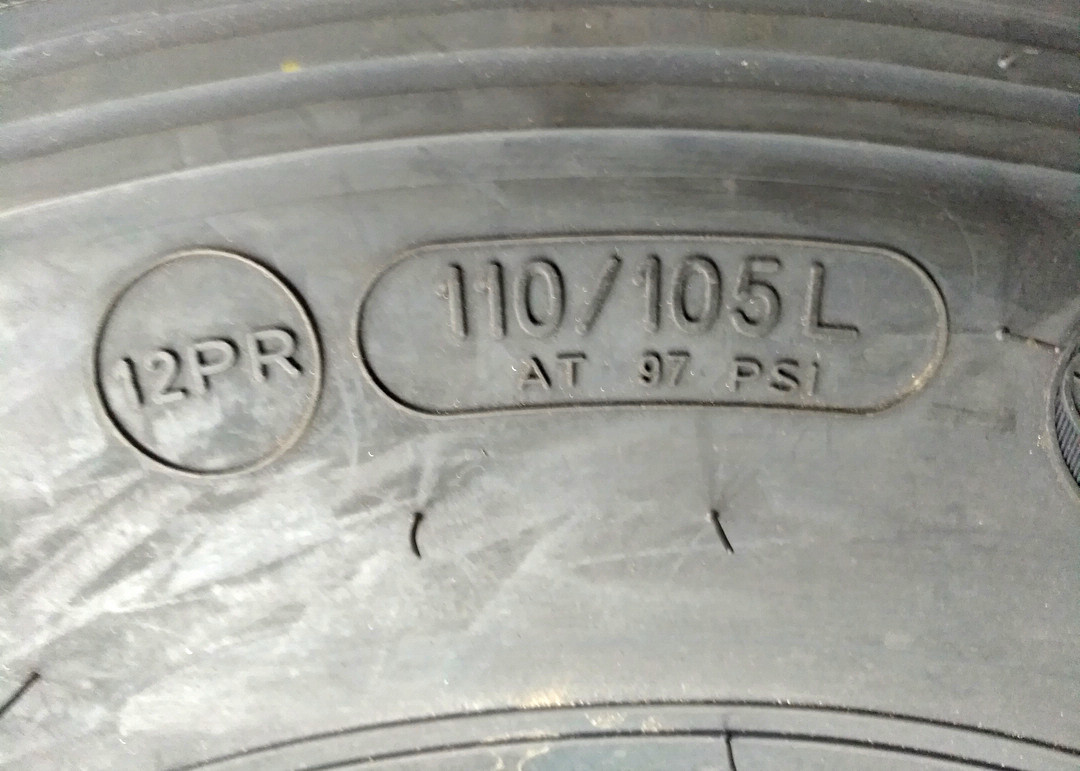 12PR
110/105L
AT 97 PSI